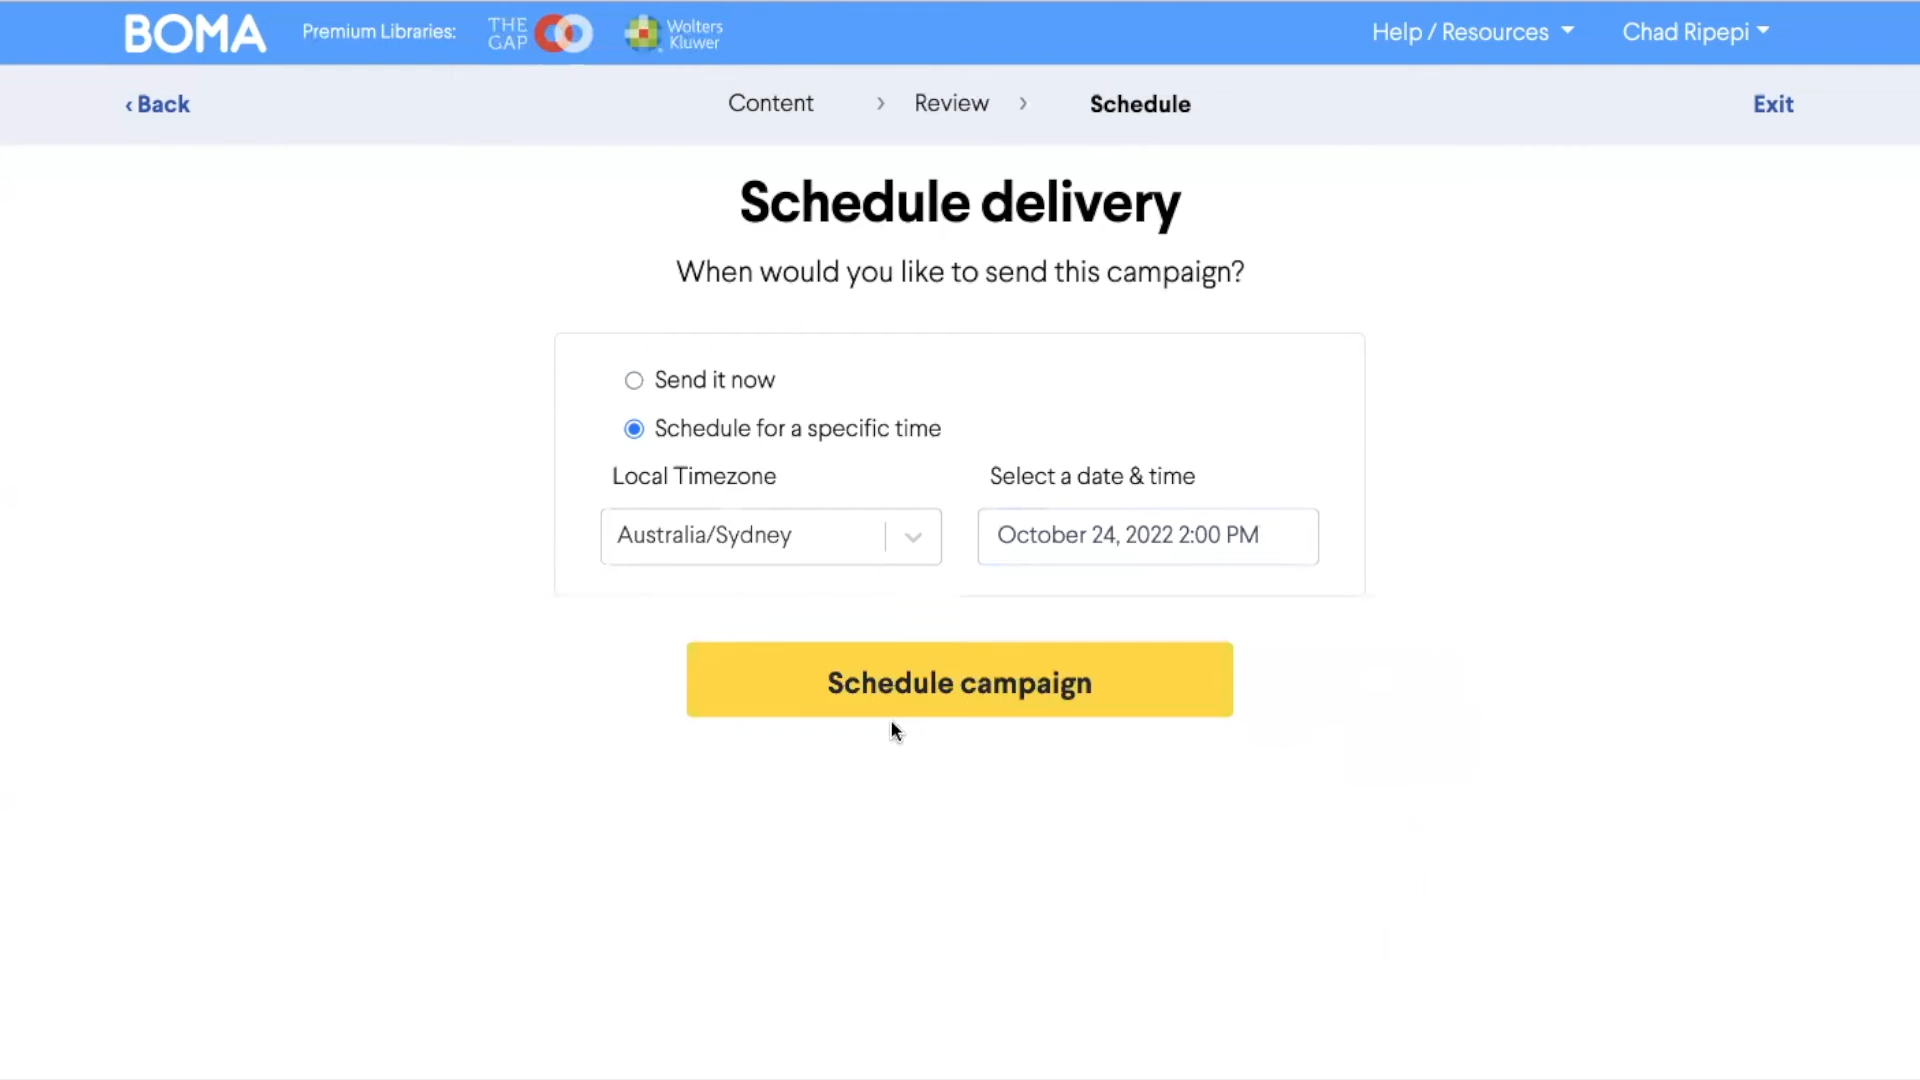 BOMA Premium Libraries: THE GAP Wolters Kluwer Help / Resources Chad Ripepi
‹ Back Content › Review › Schedule Exit
Schedule delivery
When would you like to send this campaign?
Send it now
Schedule for a specific time
Local Timezone Select a date & time
Australia/Sydney October 24, 2022 2:00 PM
Schedule campaign